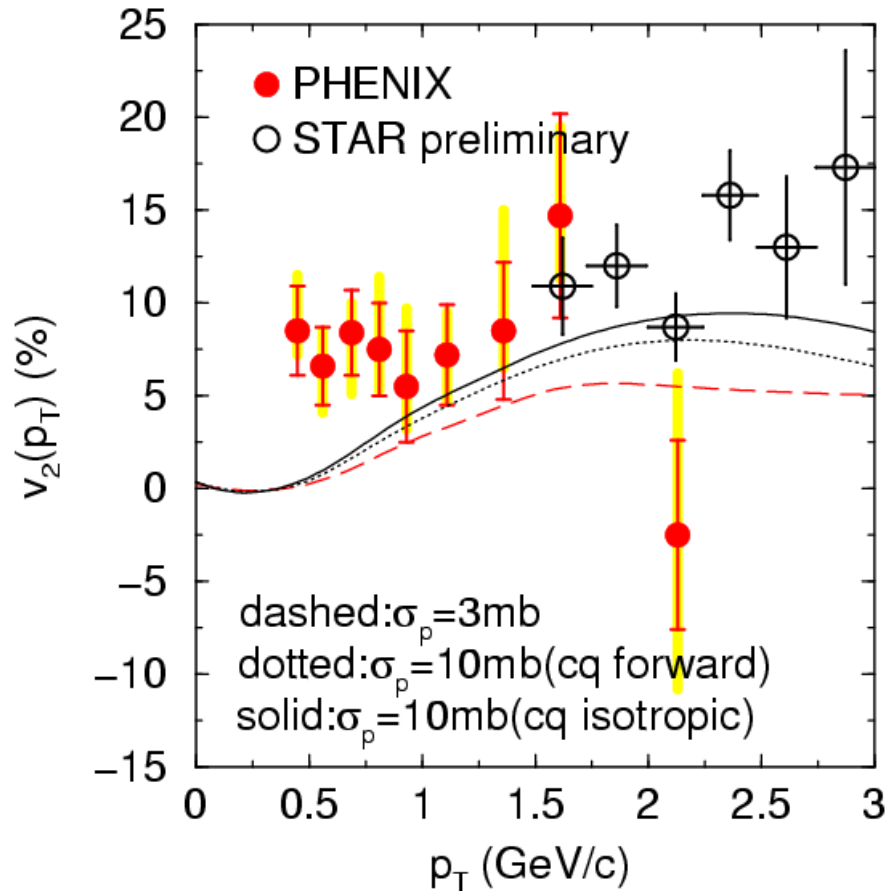 25
20
15
10
5
0
−5
−10
−15
v2(pT) (%)
PHENIX
STAR preliminary
dashed:σp=3mb
dotted:σp=10mb(cq forward)
solid:σp=10mb(cq isotropic)
0 0.5 1 1.5 2 2.5 3
pT (GeV/c)